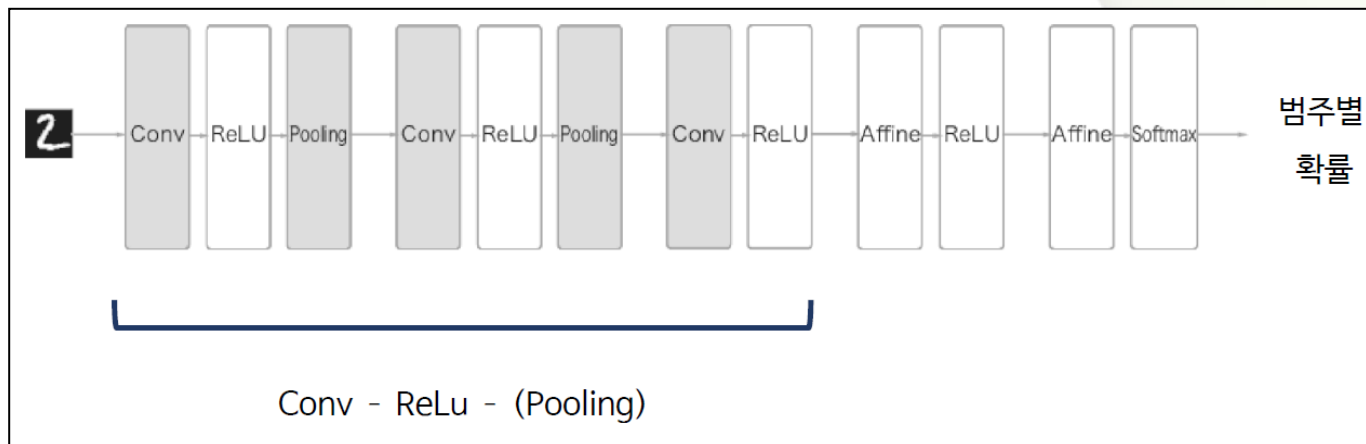 2
Conv ReLU Pooling Conv ReLU Pooling Conv ReLU Affine ReLU Affine Softmax
범주별
확률
Conv - ReLu - (Pooling)